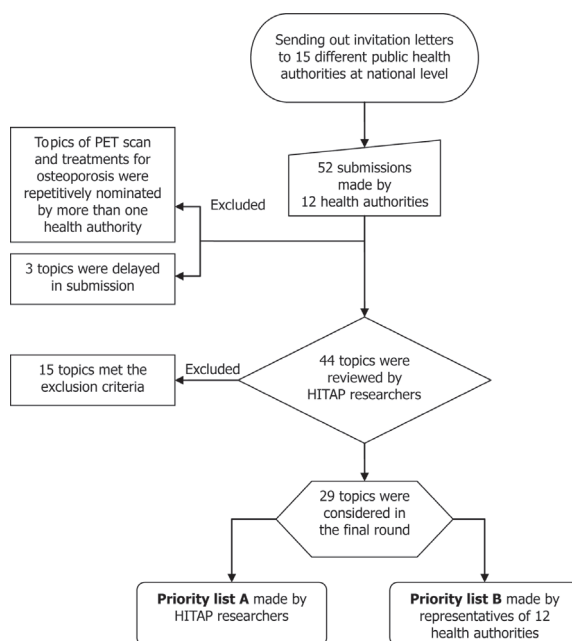 Sending out invitation letters
to 15 different public health
authorities at national level
Topics of PET scan
and treatments for
osteoporosis were
repetitively nominated
by more than one
health authority
52 submissions
made by
12 health authorities
Excluded
3 topics were delayed
in submission
15 topics met the
exclusion criteria
Excluded
44 topics were
reviewed by
HITAP researchers
29 topics were
considered in
the final round
Priority list A made by
HITAP researchers
Priority list B made by
representatives of 12
health authorities